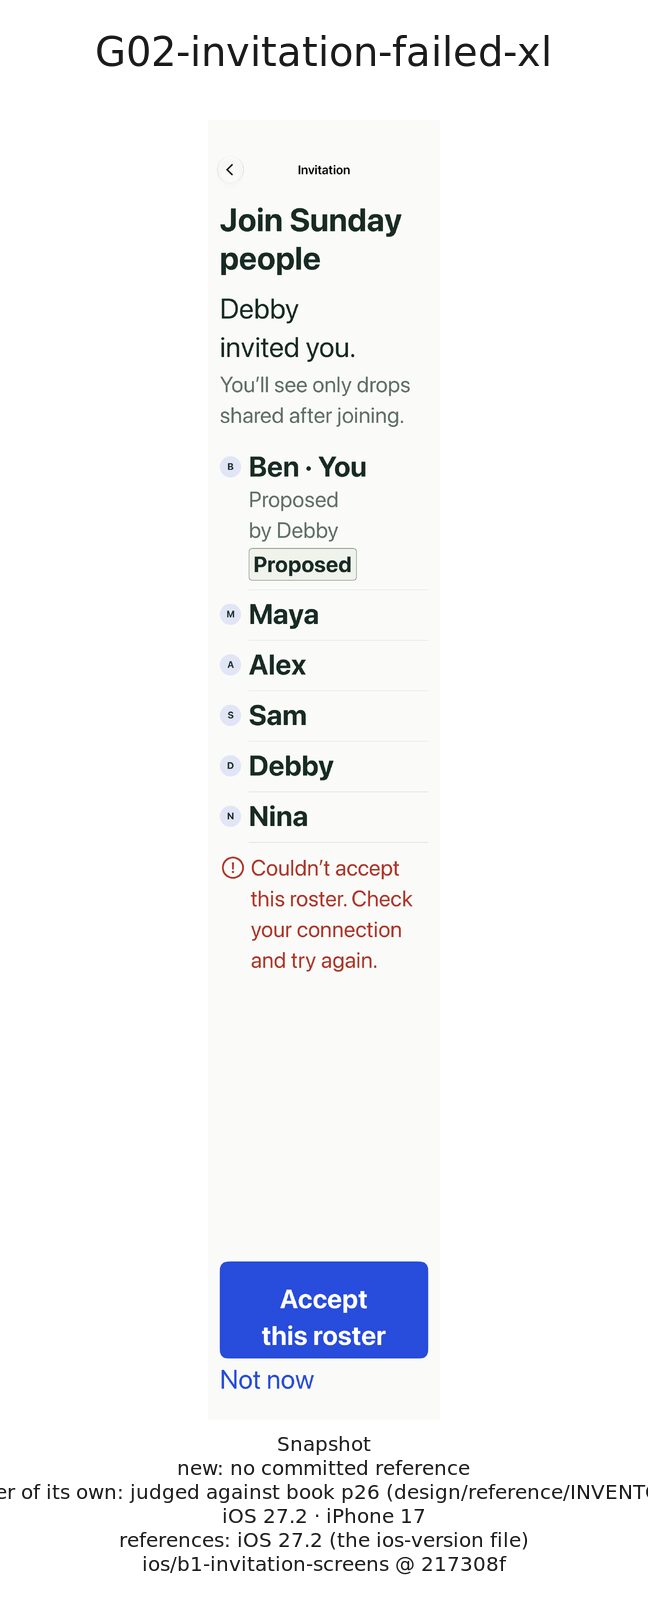 G02-invitation-failed-xl
Invitation
Join Sunday
people
Debby
invited you.
You’ll see only drops
shared after joining.
B Ben · You
Proposed
by Debby
Proposed
M Maya
A Alex
S Sam
D Debby
N Nina
Couldn’t accept
this roster. Check
your connection
and try again.
Accept
this roster
Not now
Snapshot
new: no committed reference
er of its own: judged against book p26 (design/reference/INVENTO
iOS 27.2 · iPhone 17
references: iOS 27.2 (the ios-version file)
ios/b1-invitation-screens @ 217308f